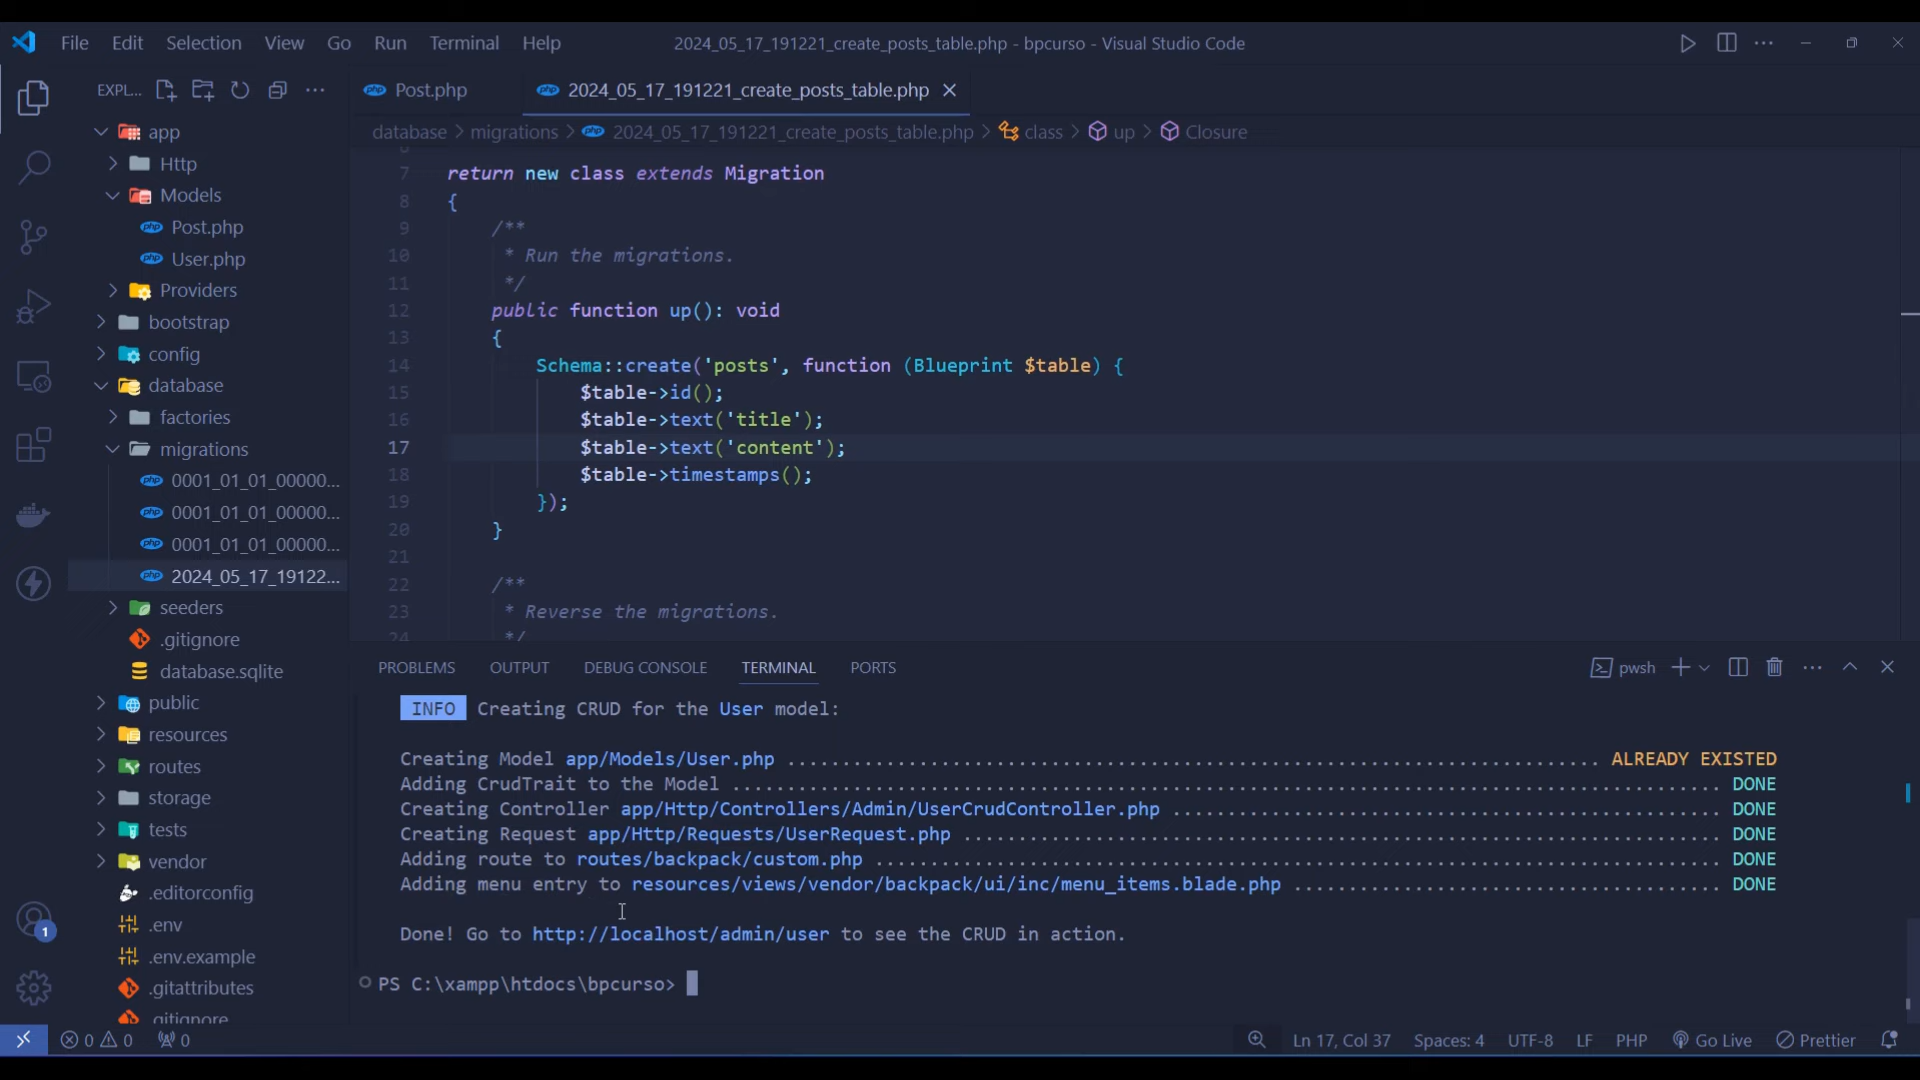 File Edit Selection View Go Run Terminal Help
2024_05_17_191221_create_posts_table.php - bpcurso - Visual Studio Code
EXPL...
Post.php
2024_05_17_191221_create_posts_table.php
database > migrations > 2024_05_17_191221_create_posts_table.php > class > up > Closure
app
Http
Models
Post.php
User.php
Providers
bootstrap
config
database
factories
migrations
0001_01_01_00000...
0001_01_01_00000...
0001_01_01_00000...
2024_05_17_19122...
seeders
.gitignore
database.sqlite
public
resources
routes
storage
tests
vendor
.editorconfig
.env
.env.example
.gitattributes
.gitignore
1
6
7 return new class extends Migration
8 {
9 /**
10 * Run the migrations.
11 */
12 public function up(): void
13 {
14 Schema::create('posts', function (Blueprint $table) {
15 $table->id();
16 $table->text('title');
17 $table->text('content');
18 $table->timestamps();
19 });
20 }
21
22 /**
23 * Reverse the migrations.
24 */
PROBLEMS OUTPUT DEBUG CONSOLE TERMINAL PORTS
pwsh
INFO Creating CRUD for the User model:
Creating Model app/Models/User.php .......................................................................... ALREADY EXISTED
Adding CrudTrait to the Model .......................................................................................... DONE
Creating Controller app/Http/Controllers/Admin/UserCrudController.php .................................................. DONE
Creating Request app/Http/Requests/UserRequest.php ..................................................................... DONE
Adding route to routes/backpack/custom.php ............................................................................. DONE
Adding menu entry to resources/views/vendor/backpack/ui/inc/menu_items.blade.php ....................................... DONE
Done! Go to http://localhost/admin/user to see the CRUD in action.
PS C:\xampp\htdocs\bpcurso>
0 0 0
Ln 17, Col 37 Spaces: 4 UTF-8 LF PHP Go Live Prettier